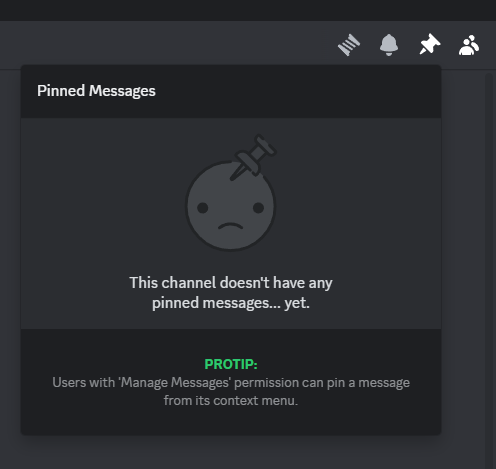 Pinned Messages
This channel doesn't have any
pinned messages... yet.
PROTIP:
Users with 'Manage Messages' permission can pin a message
from its context menu.